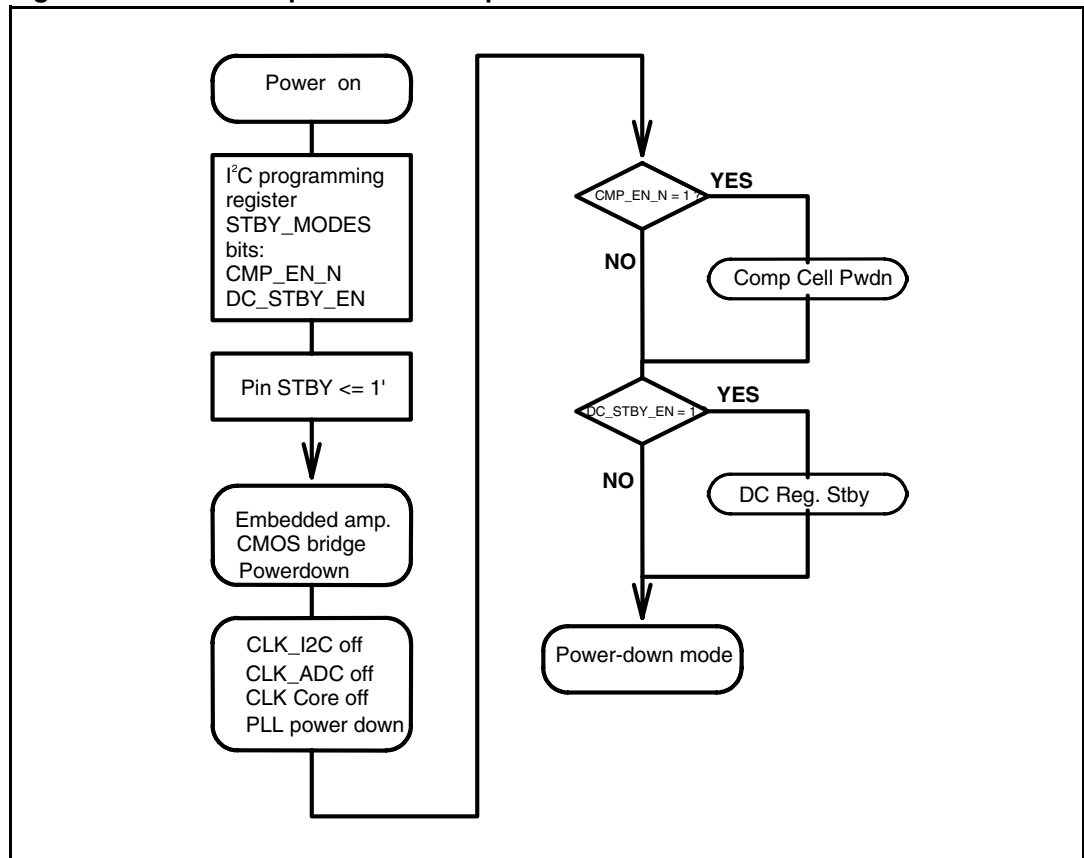 Power on
I²C programming
register
STBY_MODES
bits:
CMP_EN_N
DC_STBY_EN
Pin STBY <= 1'
Embedded amp.
CMOS bridge
Powerdown
CLK_I2C off
CLK_ADC off
CLK Core off
PLL power down
CMP_EN_N = 1 ?
YES
NO
Comp Cell Pwdn
DC_STBY_EN = 1
YES
NO
DC Reg. Stby
Power-down mode